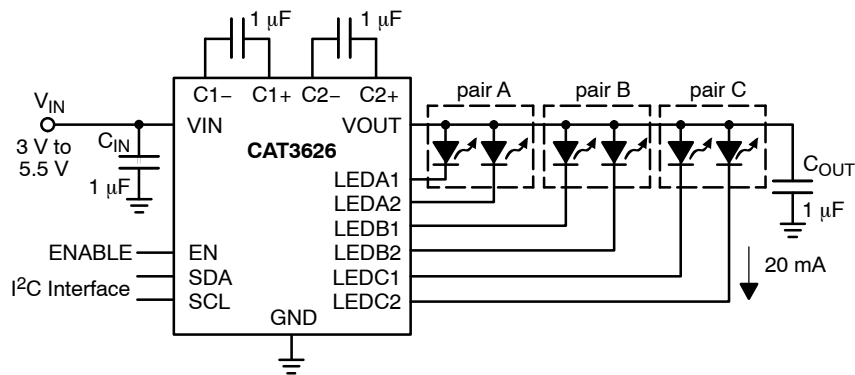 1 μF
1 μF
C1−
C1+
C2−
C2+
pair A
pair B
pair C
VIN
3 V to
5.5 V
CIN
1 μF
VIN
VOUT
CAT3626
LEDA1
LEDA2
LEDB1
LEDB2
LEDC1
LEDC2
COUT
1 μF
20 mA
ENABLE
EN
I2C Interface
SDA
SCL
GND